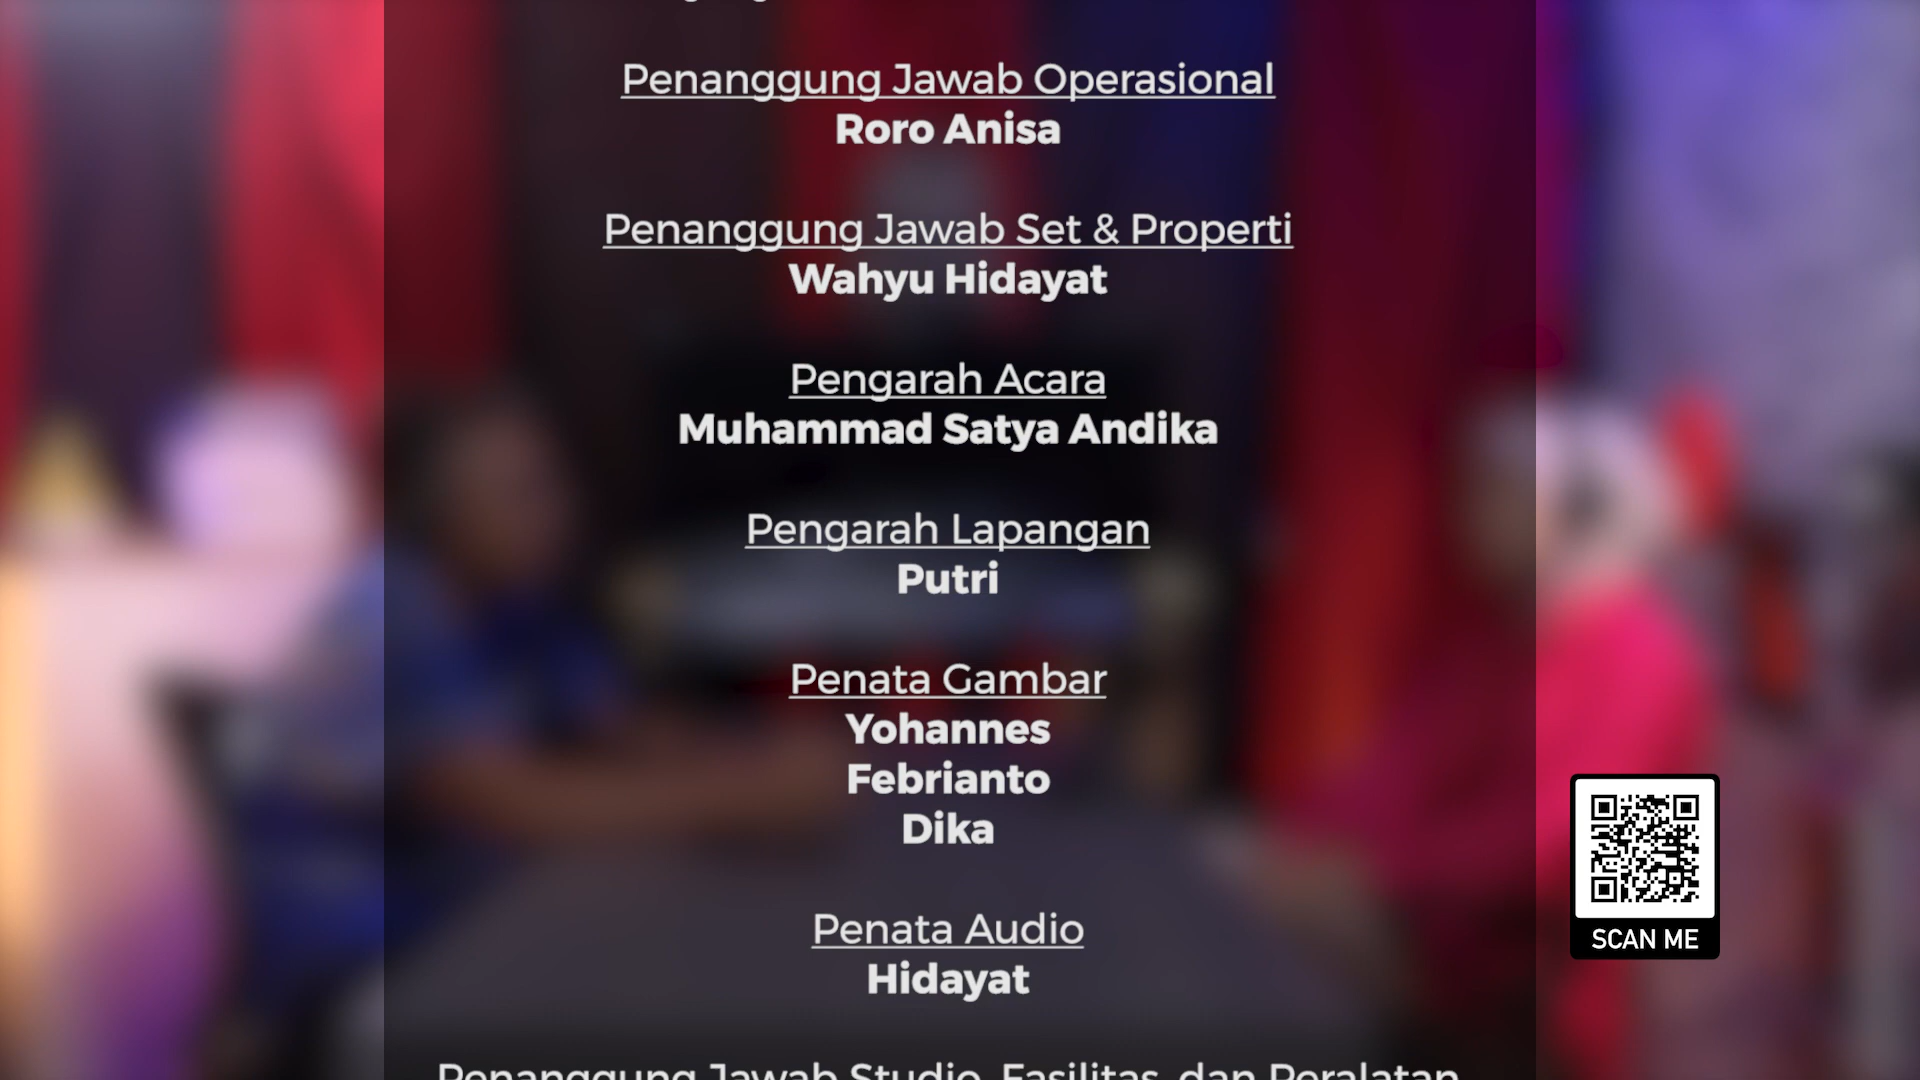 Penanggung Jawab Operasional
Roro Anisa
Penanggung Jawab Set & Properti
Wahyu Hidayat
Pengarah Acara
Muhammad Satya Andika
Pengarah Lapangan
Putri
Penata Gambar
Yohannes
Febrianto
Dika
Penata Audio
Hidayat
SCAN ME
Penanggung Jawab Studio, Fasilitas, dan Peralatan